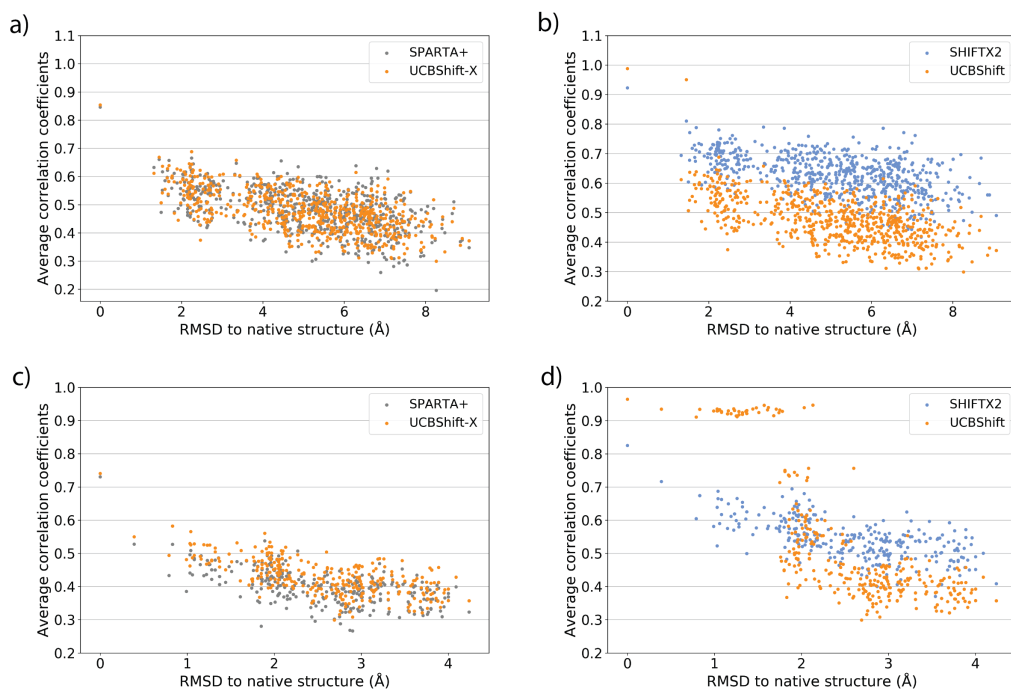 a)
1.1
1.0
0.9
0.8
0.7
0.6
0.5
0.4
0.3
0.2
Average correlation coefficients
SPARTA+
UCBShift-X
0 2 4 6 8
RMSD to native structure (Å)
b)
1.1
1.0
0.9
0.8
0.7
0.6
0.5
0.4
0.3
0.2
Average correlation coefficients
SHIFTX2
UCBShift
0 2 4 6 8
RMSD to native structure (Å)
c)
1.0
0.9
0.8
0.7
0.6
0.5
0.4
0.3
0.2
Average correlation coefficients
SPARTA+
UCBShift-X
0 1 2 3 4
RMSD to native structure (Å)
d)
1.0
0.9
0.8
0.7
0.6
0.5
0.4
0.3
0.2
Average correlation coefficients
SHIFTX2
UCBShift
0 1 2 3 4
RMSD to native structure (Å)